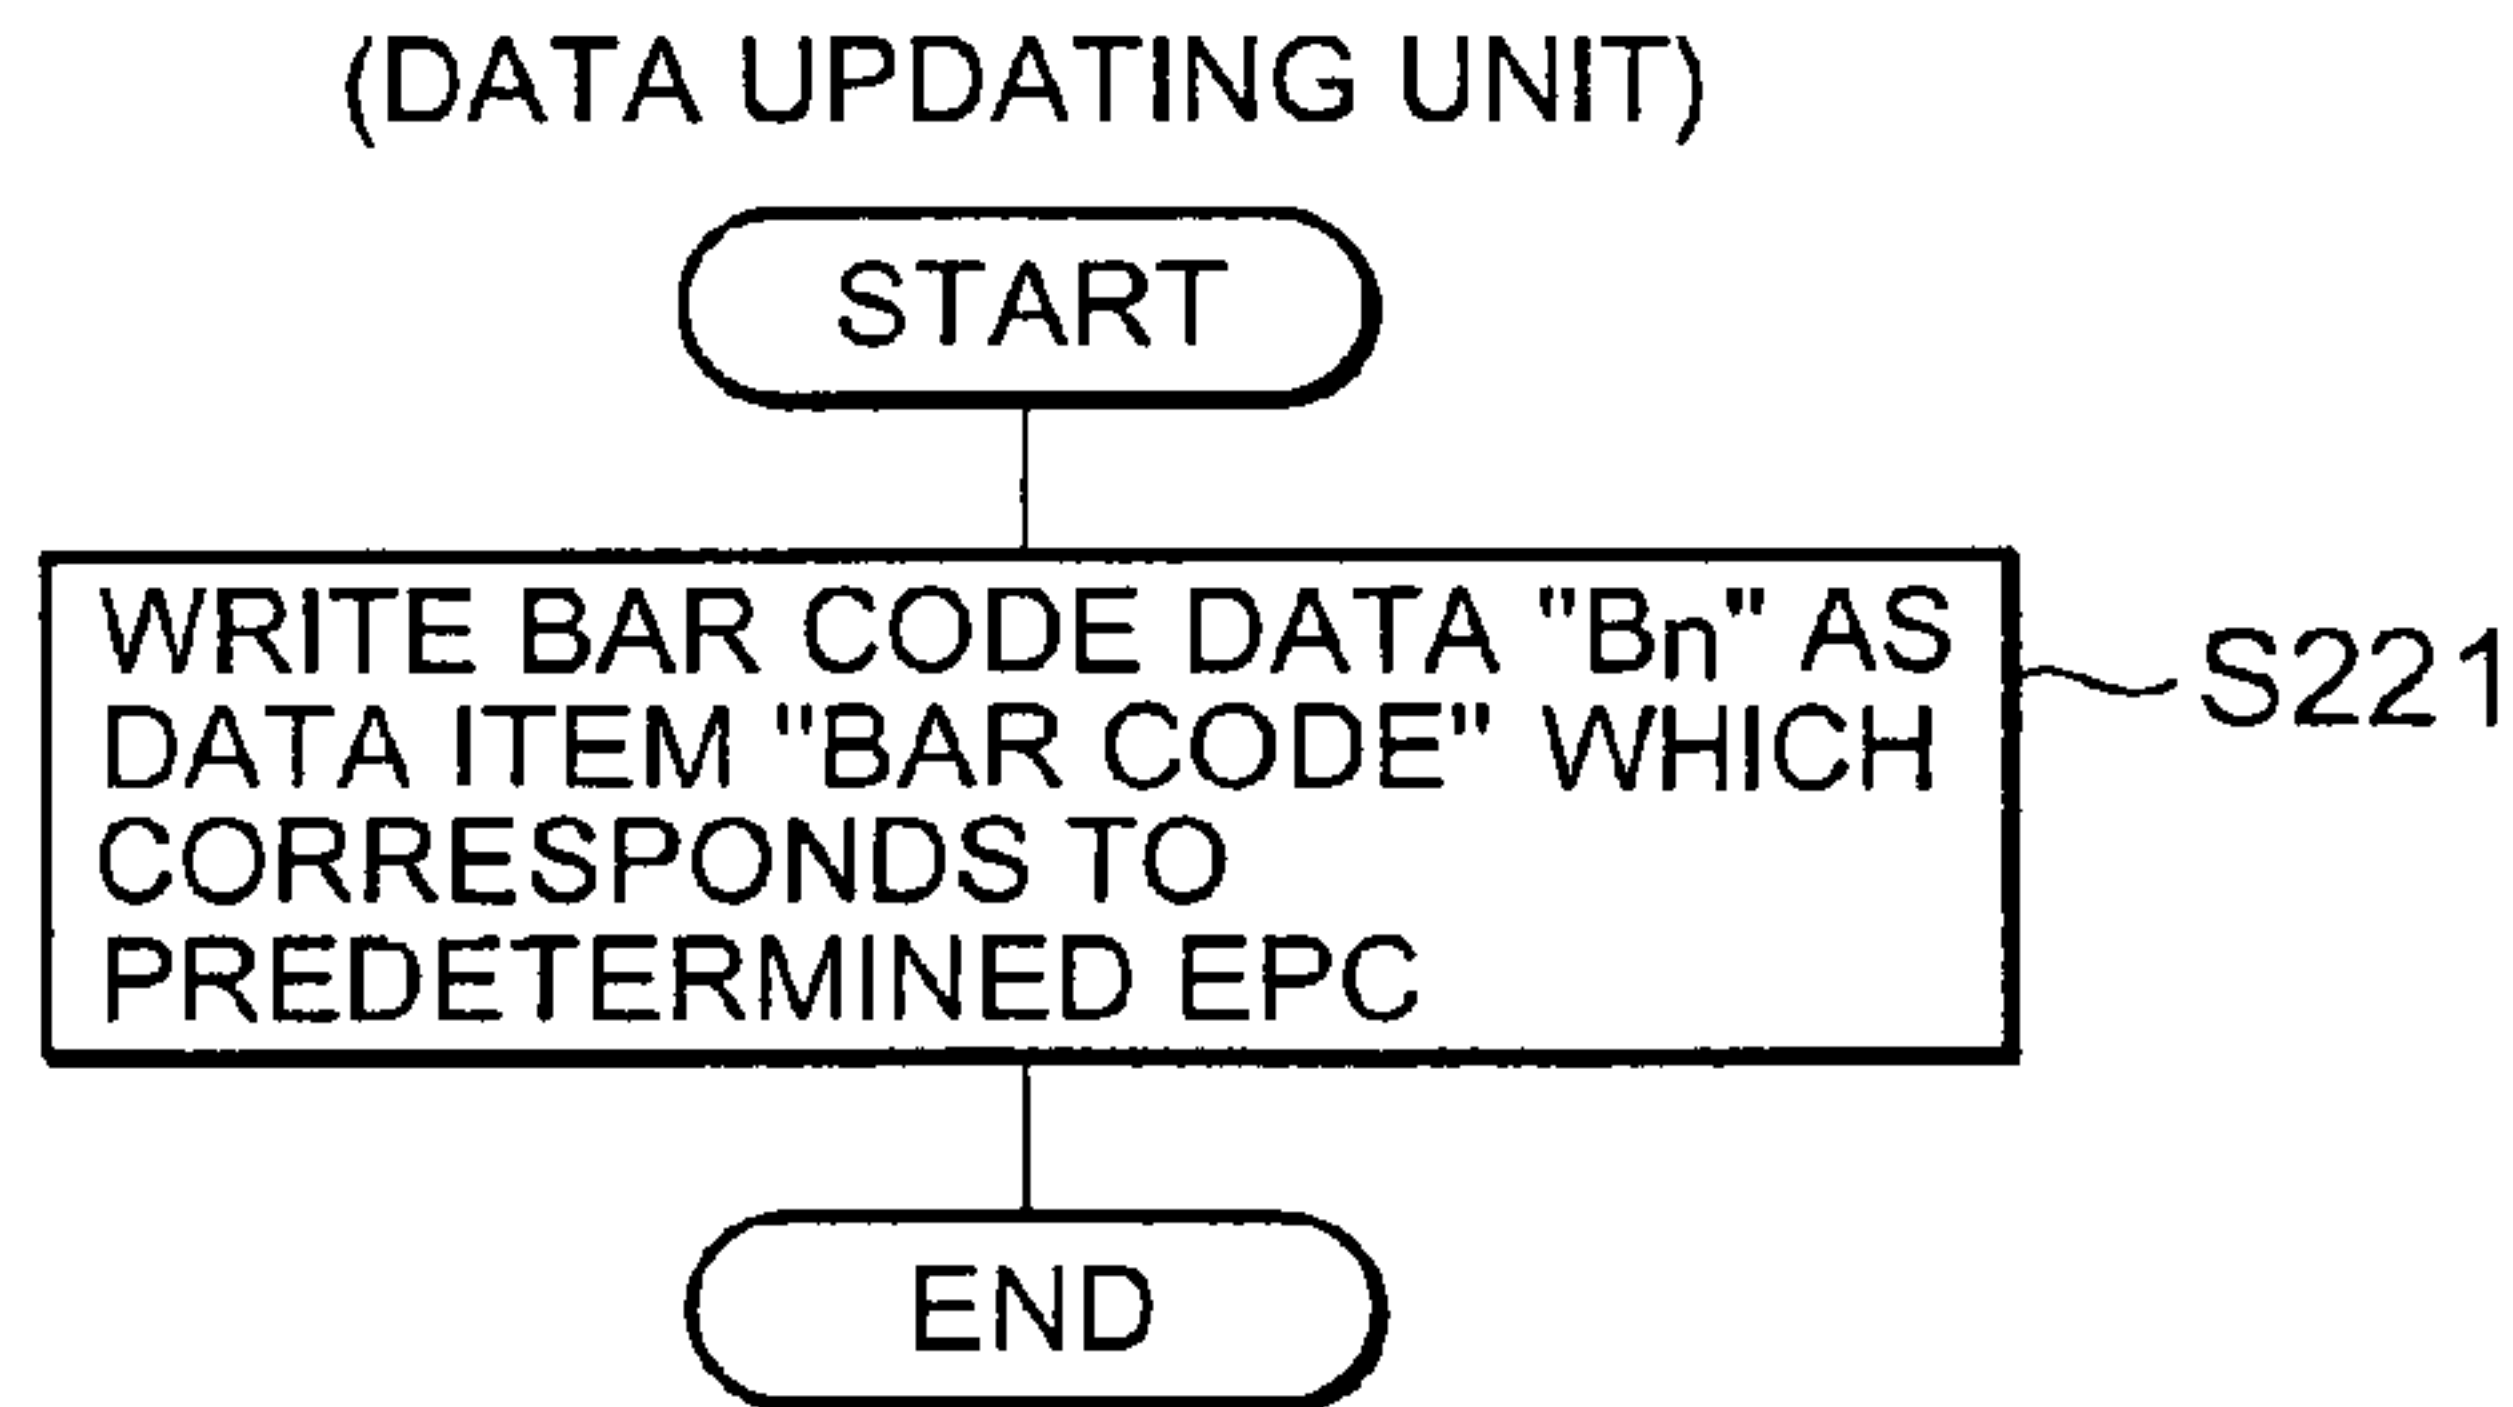 (DATA UPDATING UNIT)
START
WRITE BAR CODE DATA "Bn" AS
DATA ITEM "BAR CODE" WHICH
CORRESPONDS TO
PREDETERMINED EPC
S221
END